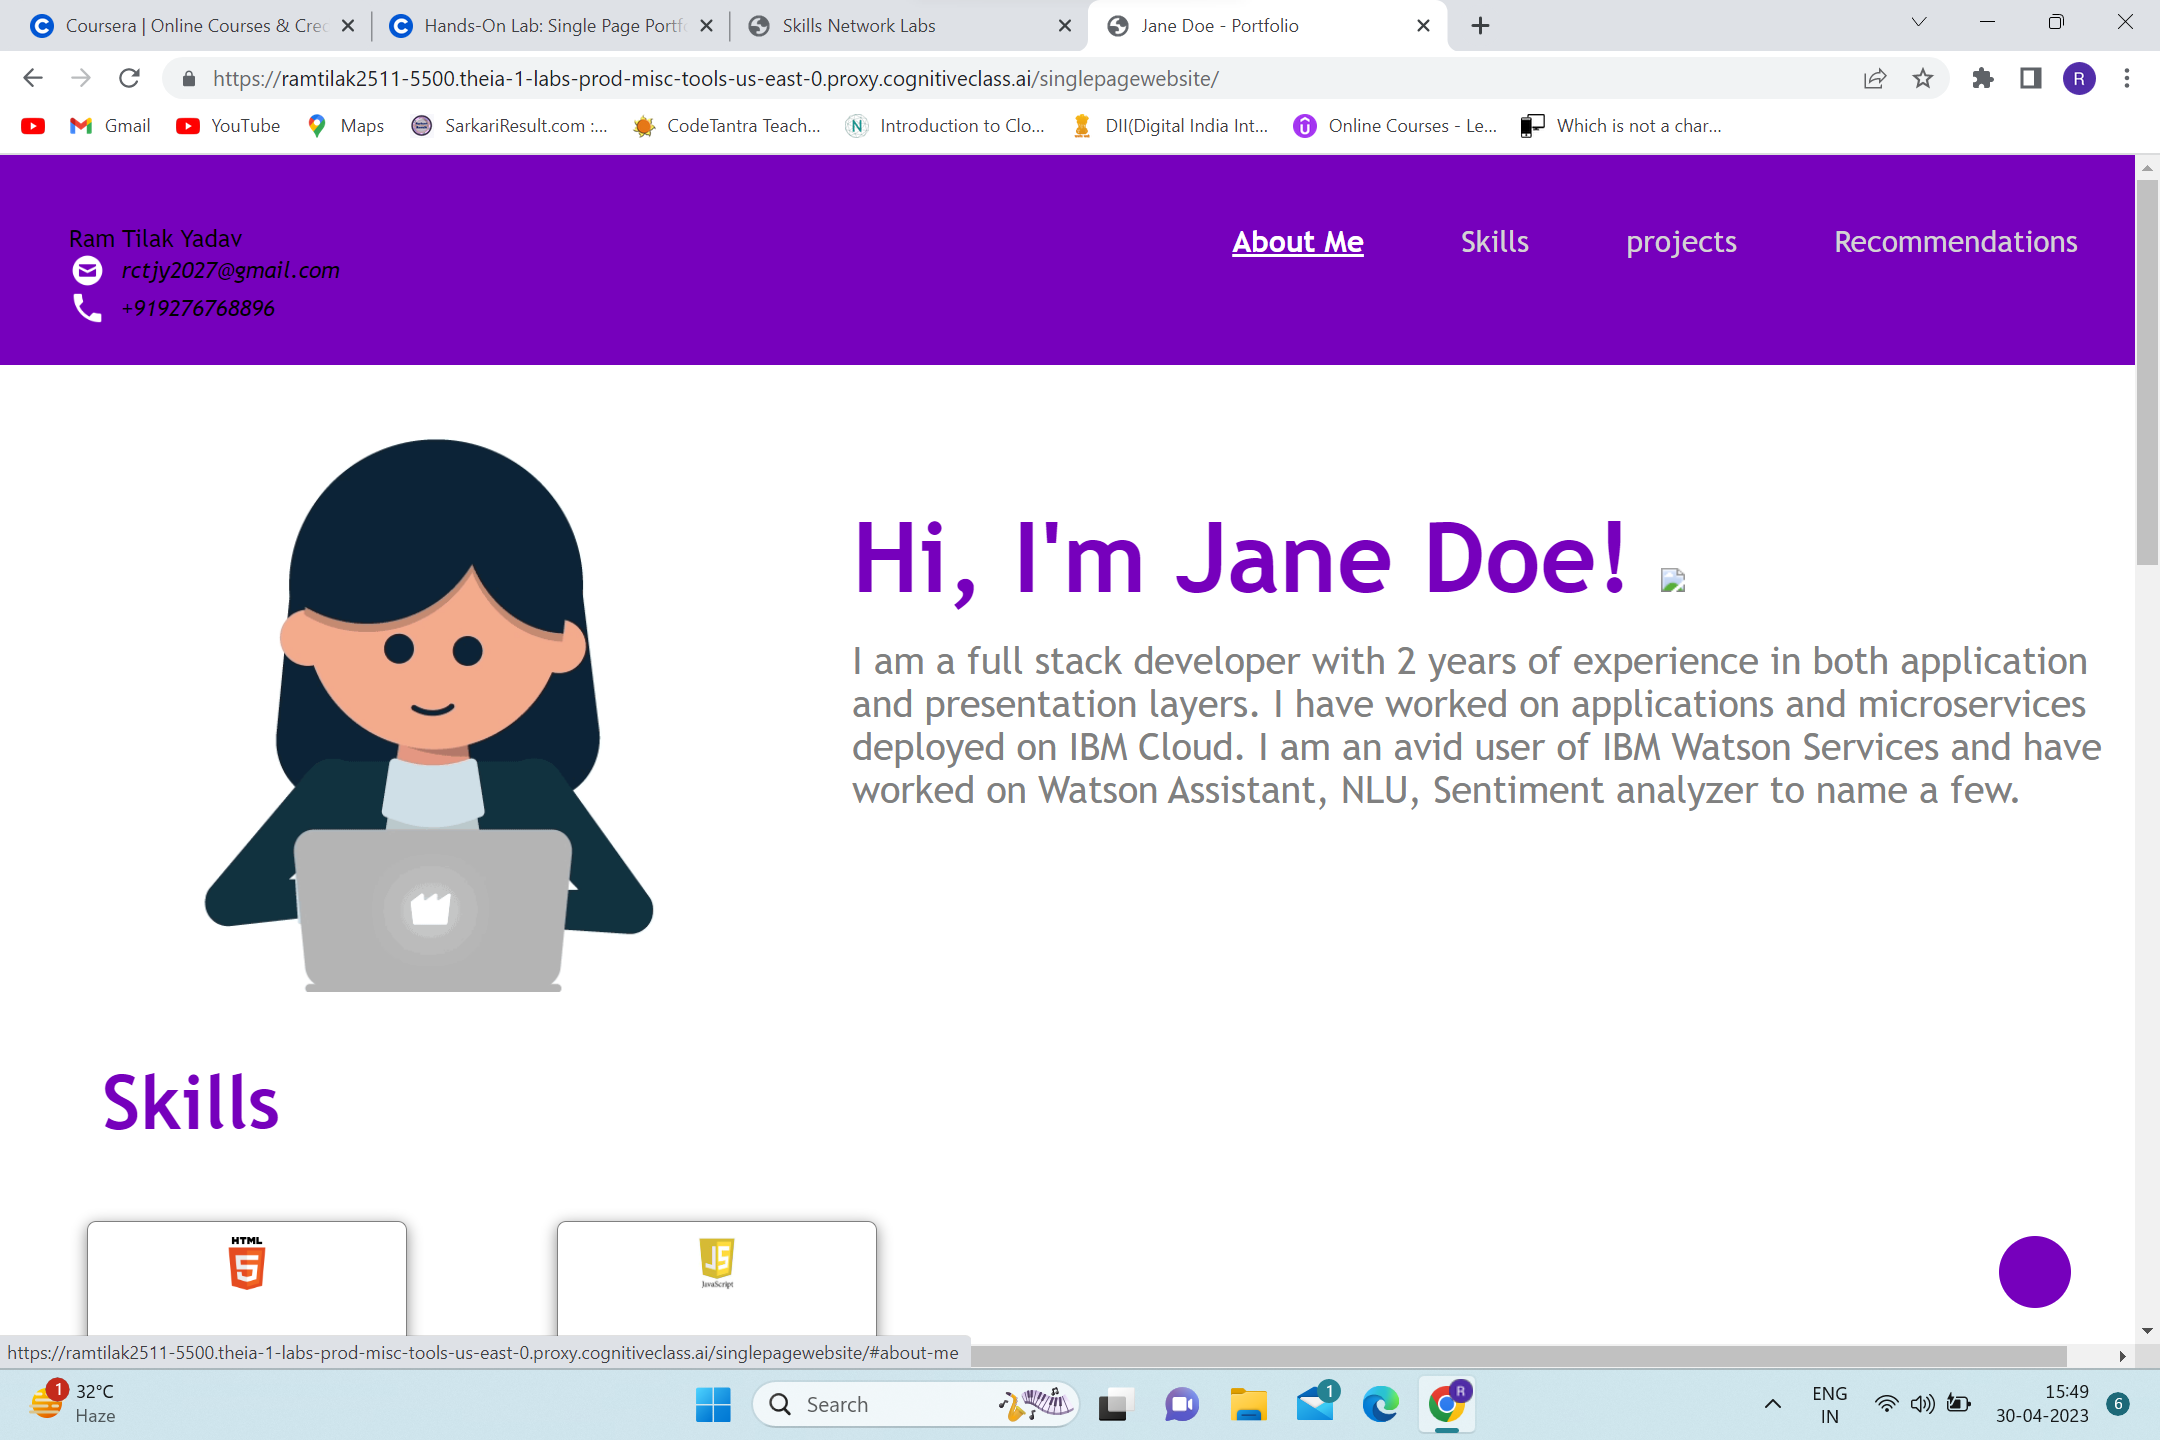 Coursera | Online Courses & Cre
Hands-On Lab: Single Page Portf
Skills Network Labs
Jane Doe - Portfolio
https://ramtilak2511-5500.theia-1-labs-prod-misc-tools-us-east-0.proxy.cognitiveclass.ai/singlepagewebsite/
R
Gmail
YouTube
Maps
SarkariResult.com :...
CodeTantra Teach...
Introduction to Clo...
DII(Digital India Int...
Online Courses - Le...
Which is not a char...
Ram Tilak Yadav
rctjy2027@gmail.com
+919276768896
About Me
Skills
projects
Recommendations
Hi, I'm Jane Doe!
I am a full stack developer with 2 years of experience in both application
and presentation layers. I have worked on applications and microservices
deployed on IBM Cloud. I am an avid user of IBM Watson Services and have
worked on Watson Assistant, NLU, Sentiment analyzer to name a few.
Skills
HTML
5
JS
JavaScript
https://ramtilak2511-5500.theia-1-labs-prod-misc-tools-us-east-0.proxy.cognitiveclass.ai/singlepagewebsite/#about-me
1
32°C
Haze
Search
1
R
ENG
IN
15:49
30-04-2023
6